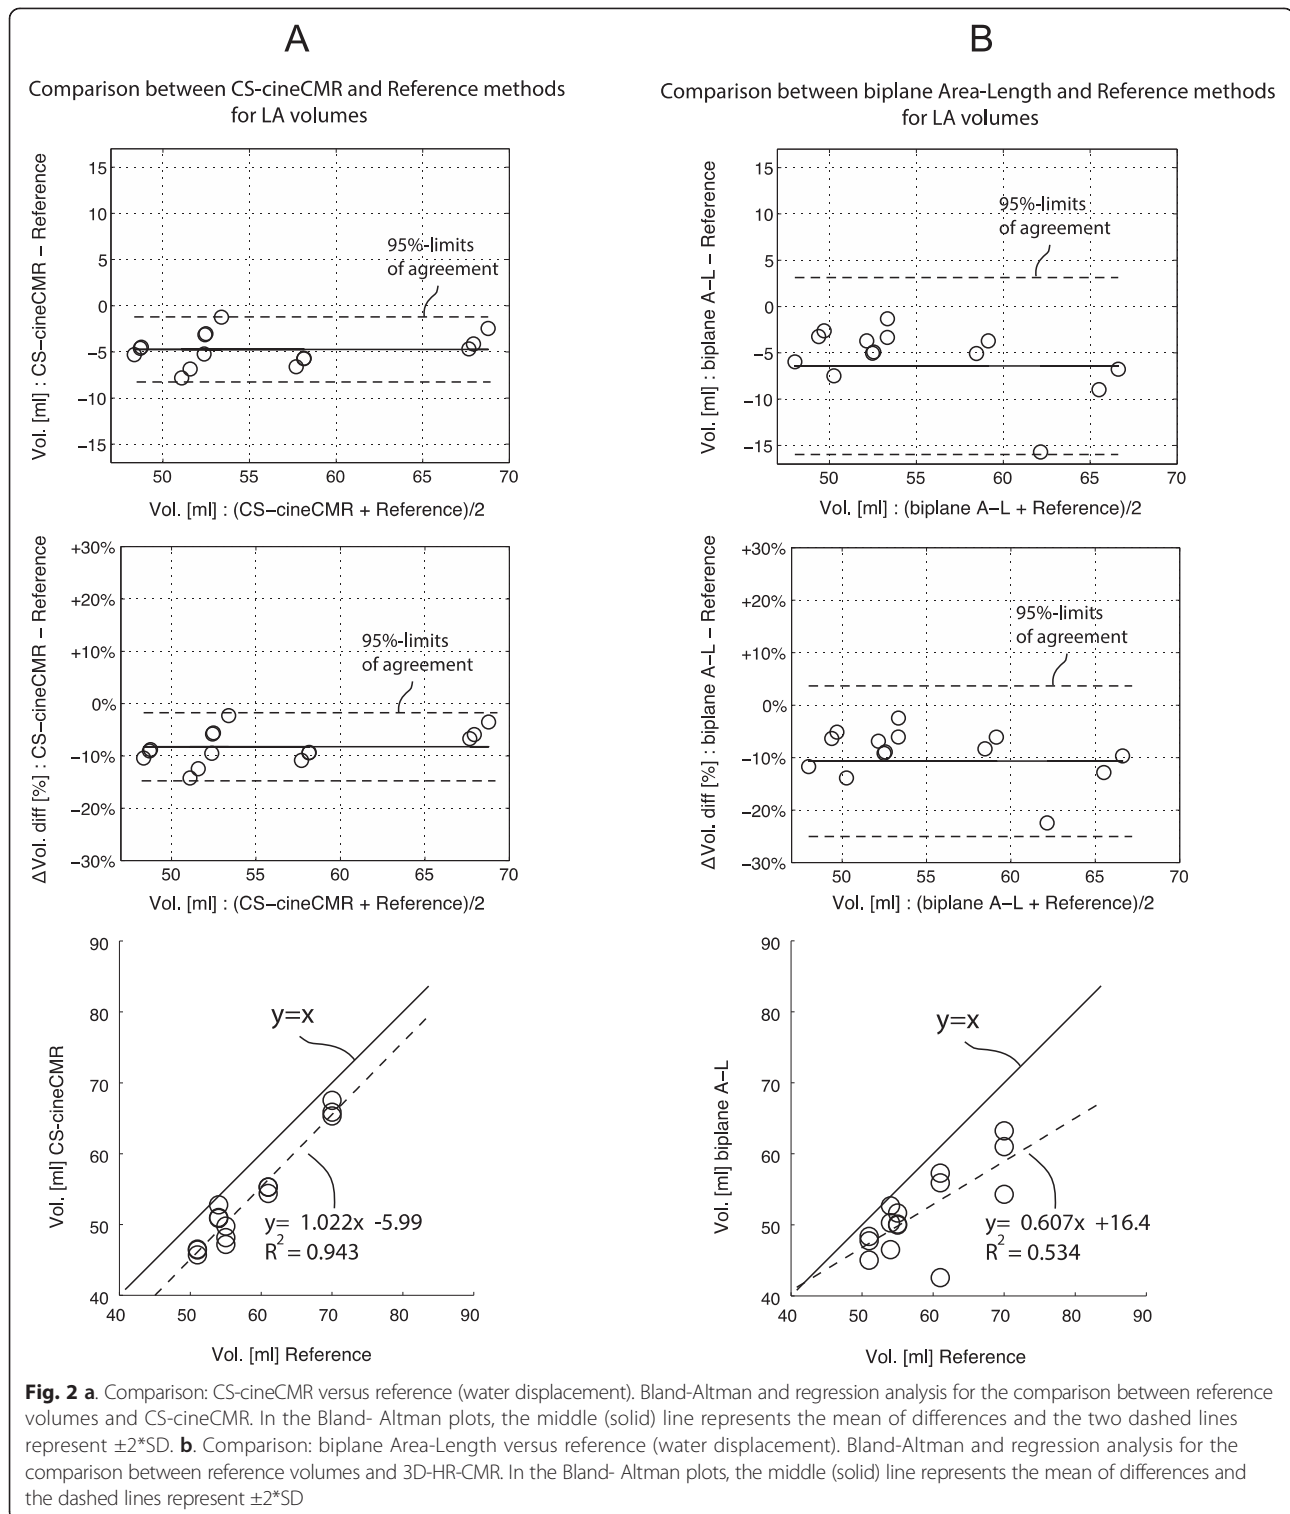 A
Comparison between CS-cineCMR and Reference methods
for LA volumes
Vol. [ml] : CS−cineCMR − Reference
15
10
5
0
−5
−10
−15
95%-limits
of agreement
50
55
60
65
70
Vol. [ml] : (CS−cineCMR + Reference)/2
ΔVol. diff [%] : CS−cineCMR − Reference
+30%
+20%
+10%
0%
−10%
−20%
−30%
95%-limits
of agreement
50
55
60
65
70
Vol. [ml] : (CS−cineCMR + Reference)/2
Vol. [ml] CS-cineCMR
90
80
70
60
50
40
y=x
y= 1.022x -5.99
R2 = 0.943
40
50
60
70
80
90
Vol. [ml] Reference
B
Comparison between biplane Area-Length and Reference methods
for LA volumes
Vol. [ml] : biplane A−L − Reference
15
10
5
0
−5
−10
−15
95%-limits
of agreement
50
55
60
65
70
Vol. [ml] : (biplane A−L + Reference)/2
ΔVol. diff [%] : biplane A−L − Reference
+30%
+20%
+10%
0%
−10%
−20%
−30%
95%-limits
of agreement
50
55
60
65
70
Vol. [ml] : (biplane A−L + Reference)/2
Vol. [ml] biplane A−L
90
80
70
60
50
40
y=x
y= 0.607x +16.4
R2 = 0.534
40
50
60
70
80
90
Vol. [ml] Reference
Fig. 2 a. Comparison: CS-cineCMR versus reference (water displacement). Bland-Altman and regression analysis for the comparison between reference
volumes and CS-cineCMR. In the Bland- Altman plots, the middle (solid) line represents the mean of differences and the two dashed lines
represent ±2*SD. b. Comparison: biplane Area-Length versus reference (water displacement). Bland-Altman and regression analysis for the
comparison between reference volumes and 3D-HR-CMR. In the Bland- Altman plots, the middle (solid) line represents the mean of differences and
the dashed lines represent ±2*SD